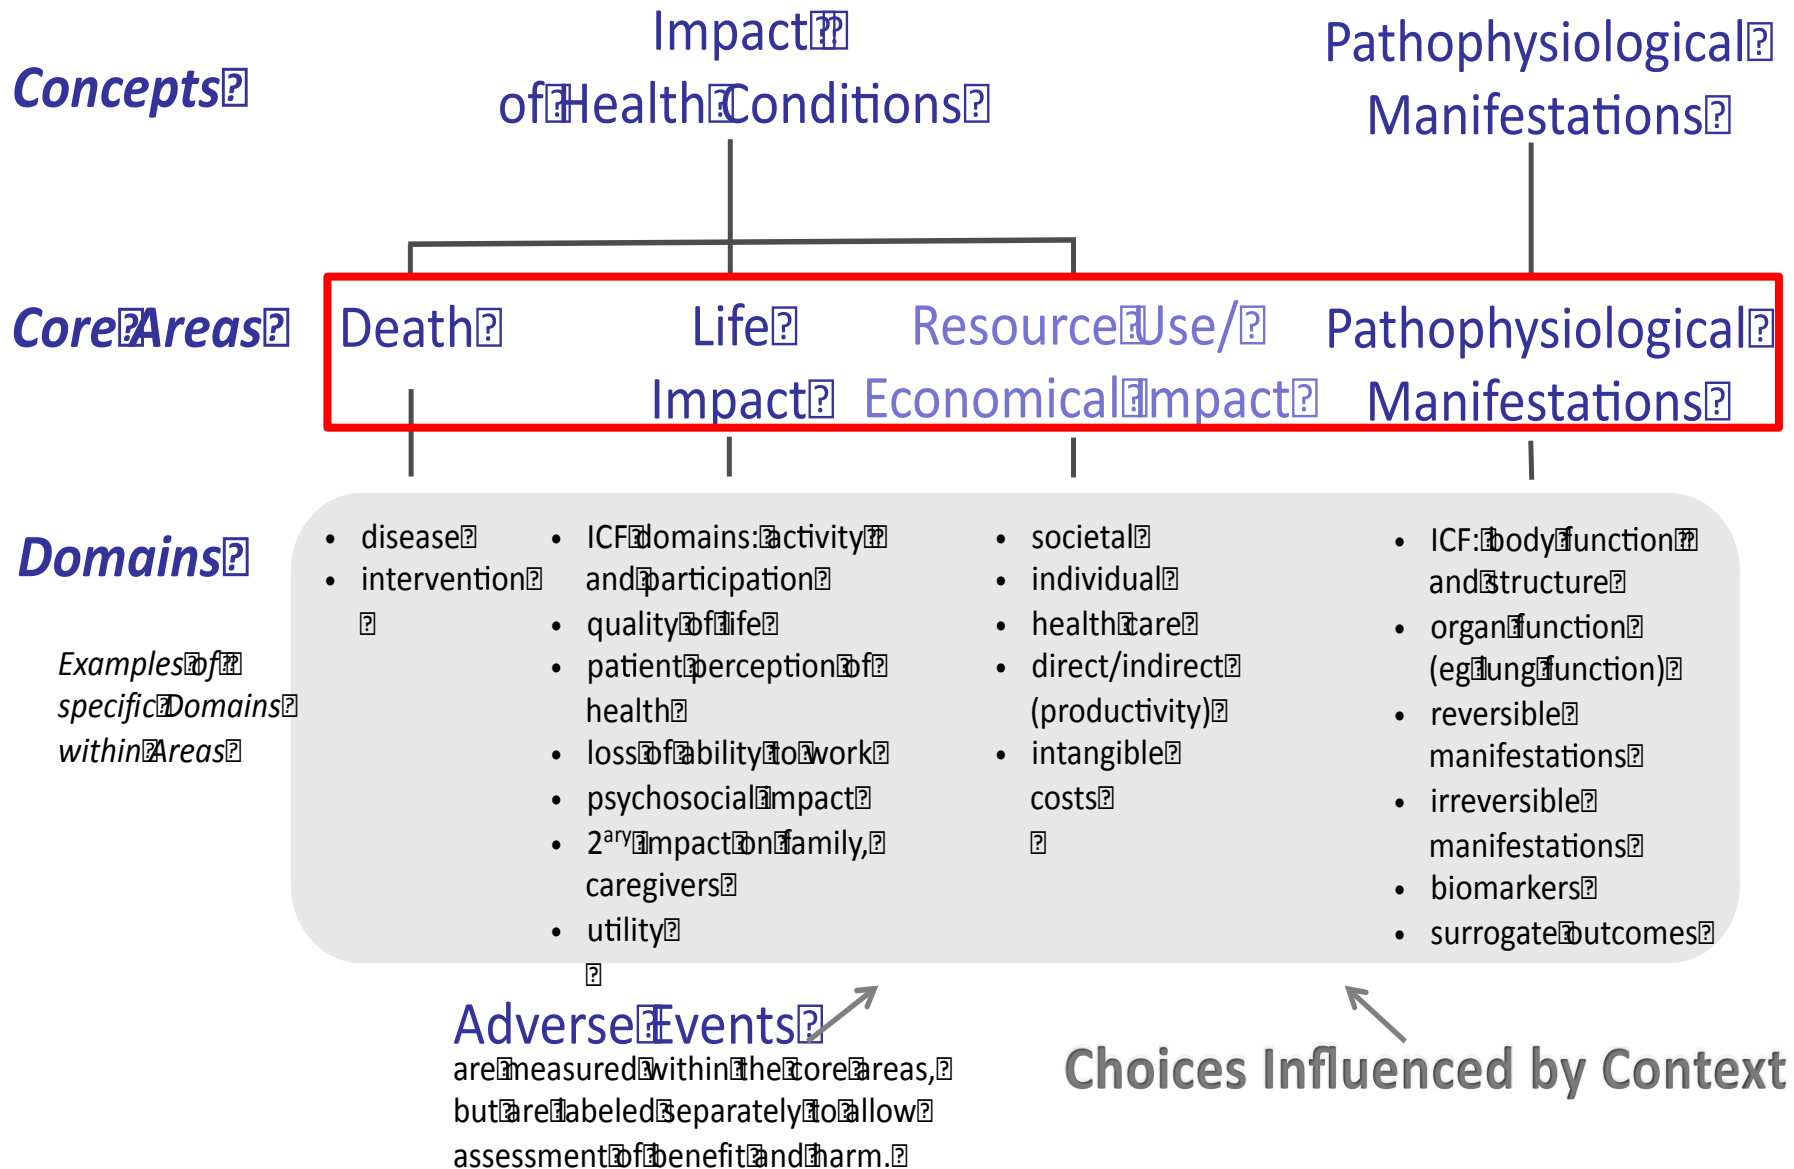 Concepts
Impact
of Health Conditions
Pathophysiological
Manifestations
Core Areas
Death
Life
Impact
Resource Use/
Economical Impact
Pathophysiological
Manifestations
Domains
Examples of
specific Domains
within Areas
• disease
• intervention
• ICF domains: activity
and participation
• quality of life
• patient perception of
health
• loss of ability to work
• psychosocial impact
• 2ary impact on family,
caregivers
• utility
• societal
• individual
• health care
• direct/indirect
(productivity)
• intangible
costs
• ICF: body function
and structure
• organ function
(eg lung function)
• reversible
manifestations
• irreversible
manifestations
• biomarkers
• surrogate outcomes
Adverse Events
are measured within the core areas,
but are labeled separately to allow
assessment of benefit and harm.
Choices Influenced by Context